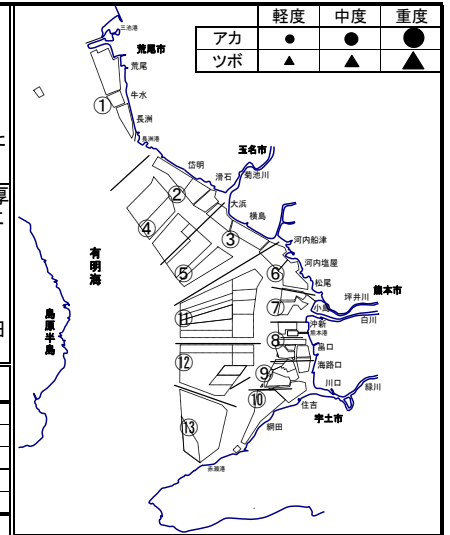 軽度 中度 重度
アカ ● ● ●
ツボ ▲ ▲ ▲
三池港
荒尾市
荒尾
①
牛水
長洲
長洲港
岱明
玉名市
滑石
菊池川
②
大浜
④
横島
③
河内船津
有明海
⑤
河内塩屋
⑥
松尾
熊本市
坪井川
⑦
小島
白川
島原半島
⑪
沖新
熊本港
⑧
畠口
⑫
海路口
⑨
川口
緑川
⑩
住吉
宇土市
⑬
網田
赤瀬港